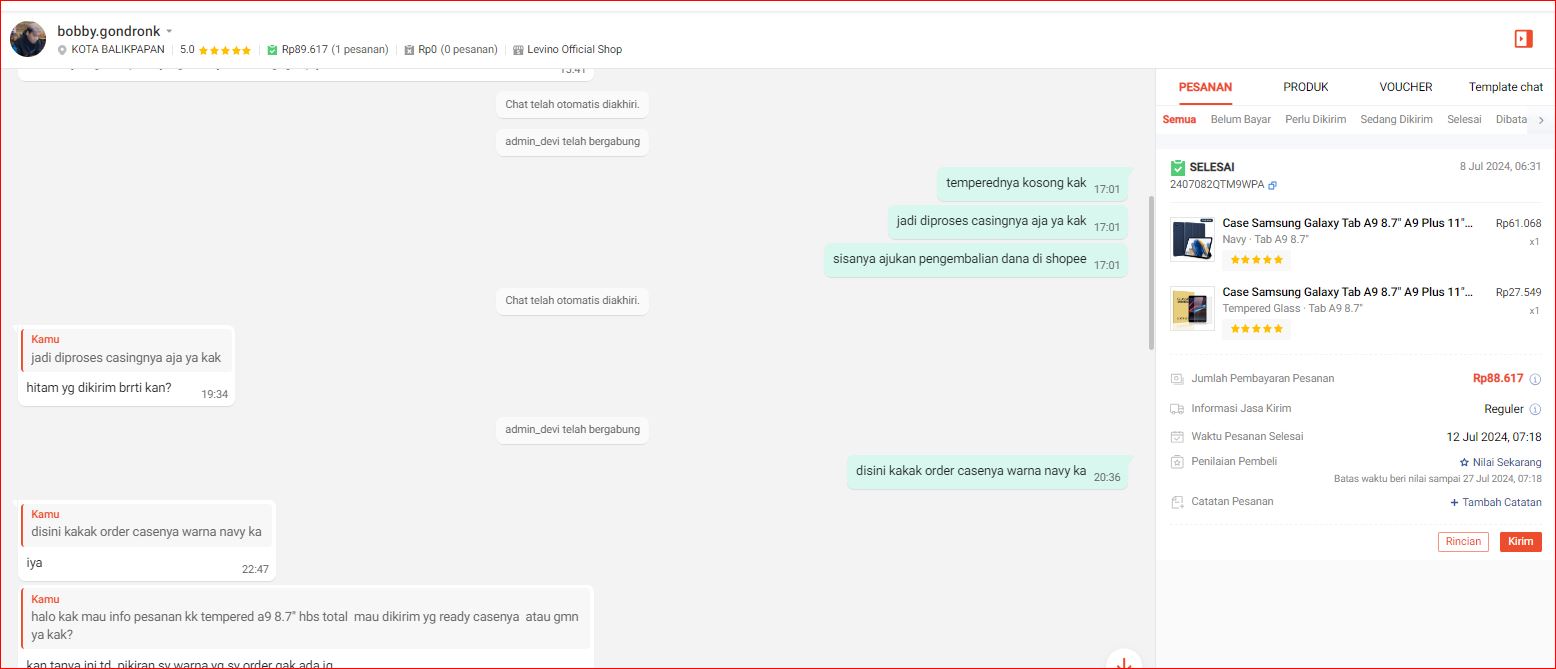 bobby.gondronk
KOTA BALIKPAPAN 5.0 Rp89.617 (1 pesanan) Rp0 (0 pesanan) Levino Official Shop
15:41
Chat telah otomatis diakhiri.
admin_devi telah bergabung
temperednya kosong kak 17:01
jadi diproses casingnya aja ya kak 17:01
sisanya ajukan pengembalian dana di shopee 17:01
Chat telah otomatis diakhiri.
Kamu
jadi diproses casingnya aja ya kak
hitam yg dikirim brrti kan? 19:34
admin_devi telah bergabung
disini kakak order casenya warna navy ka 20:36
Kamu
disini kakak order casenya warna navy ka
iya 22:47
Kamu
halo kak mau info pesanan kk tempered a9 8.7" hbs total mau dikirim yg ready casenya atau gmn
ya kak?
kan tanya ini td, pikiran sy warna yg sy order gak ada jg
PESANAN PRODUK VOUCHER Template chat
Semua Belum Bayar Perlu Dikirim Sedang Dikirim Selesai Dibata
SELESAI 8 Jul 2024, 06:31
2407082QTM9WPA
Case Samsung Galaxy Tab A9 8.7" A9 Plus 11"... Rp61.068
Navy · Tab A9 8.7" x1
Case Samsung Galaxy Tab A9 8.7" A9 Plus 11"... Rp27.549
Tempered Glass · Tab A9 8.7" x1
Jumlah Pembayaran Pesanan Rp88.617
Informasi Jasa Kirim Reguler
Waktu Pesanan Selesai 12 Jul 2024, 07:18
Penilaian Pembeli Nilai Sekarang
Batas waktu beri nilai sampai 27 Jul 2024, 07:18
Catatan Pesanan + Tambah Catatan
Rincian Kirim